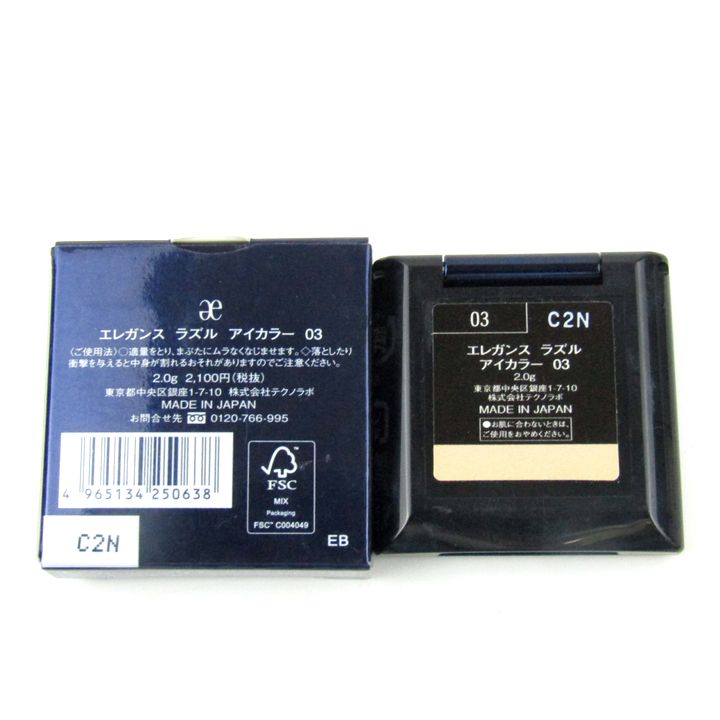 æ
エレガンス ラズル アイカラー 03
〈ご使用法〉○適量をとり、まぶたにムラなくなじませます。◇落としたり
衝撃を与えると中身が割れるおそれがありますのでご注意ください。
2.0g 2,100円(税抜)
東京都中央区銀座1-7-10 株式会社テクノラボ
MADE IN JAPAN
お問合せ先 0120-766-995
4 965134 250638
FSC
MIX
Packaging
FSC™ C004049
C2N
EB
03
C2N
エレガンス ラズル
アイカラー 03
2.0g
東京都中央区銀座1-7-10
株式会社テクノラボ
MADE IN JAPAN
●お肌に合わないときは、
ご使用をおやめください。